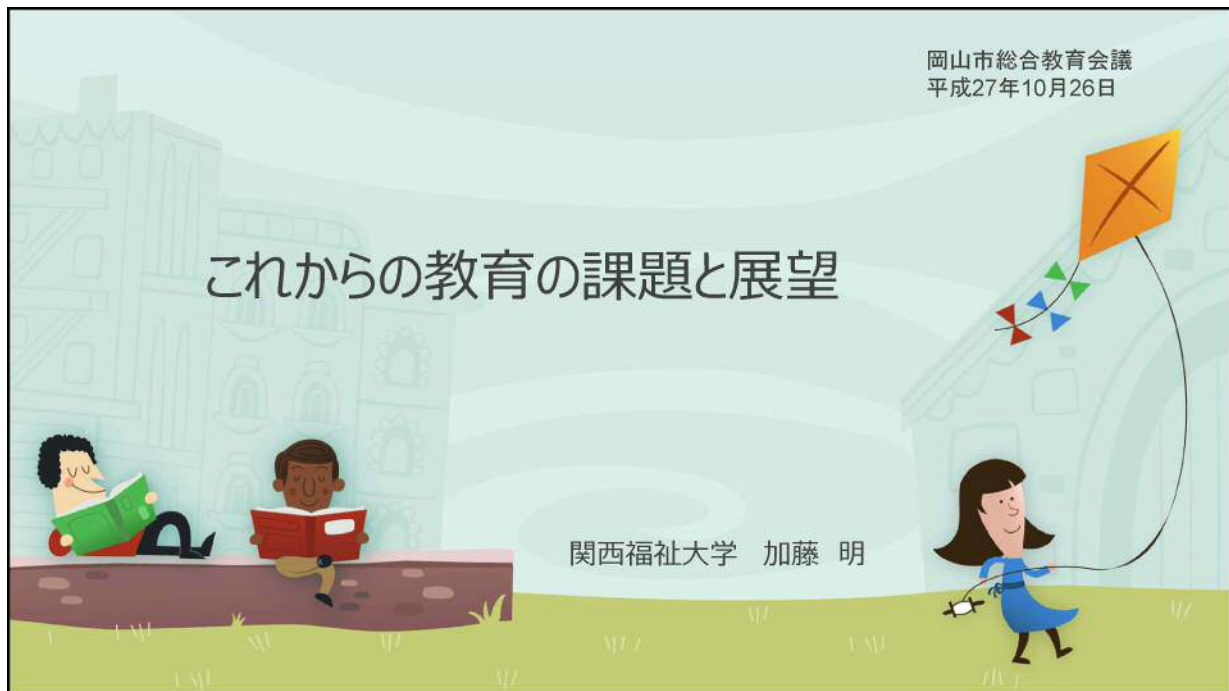 岡山市総合教育会議
平成27年10月26日
これからの教育の課題と展望
関西福祉大学　加藤　明